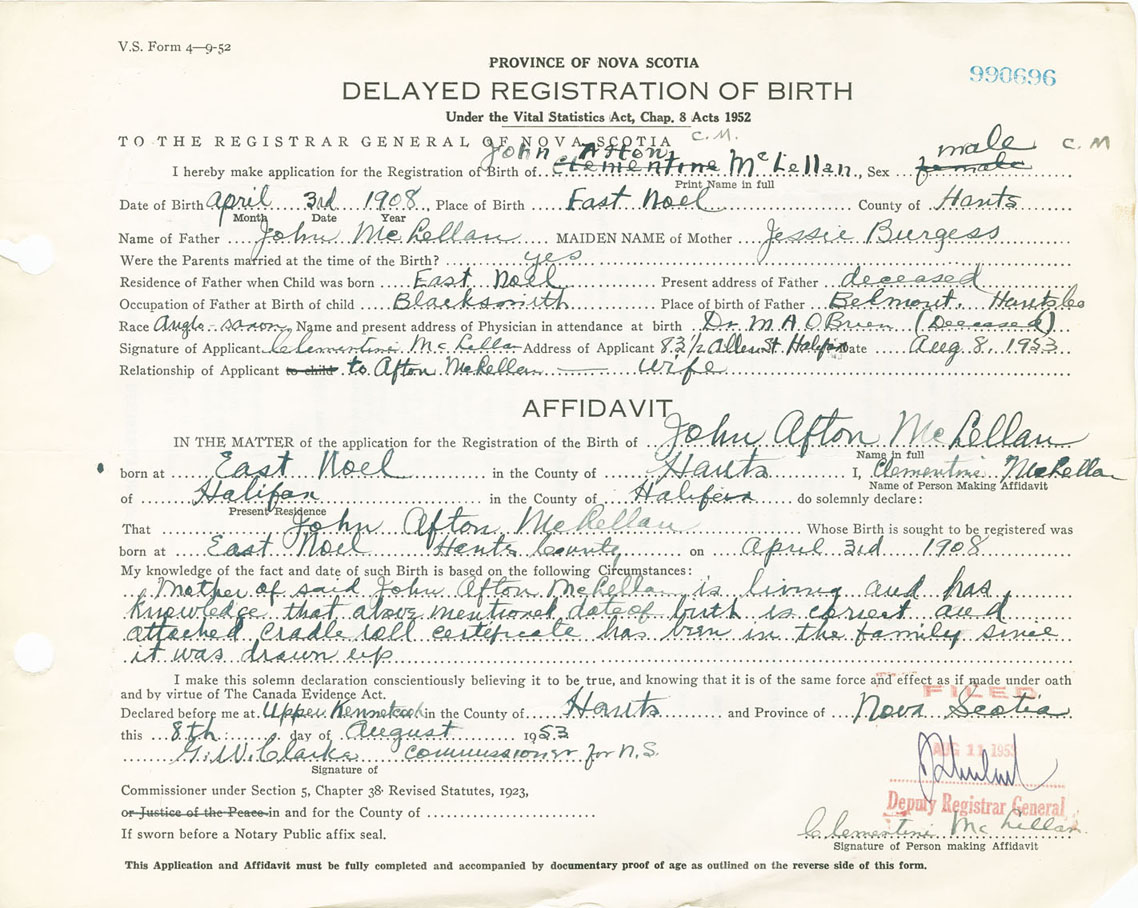 V.S. Form 4—9-52
PROVINCE OF NOVA SCOTIA
990696
DELAYED REGISTRATION OF BIRTH
Under the Vital Statistics Act, Chap. 8 Acts 1952
TO THE REGISTRAR GENERAL OF NOVA SCOTIA C.M.
John Afton male C.M
I hereby make application for the Registration of Birth of Clementine McLellan, Sex female
Print Name in full
Date of Birth April 3rd 1908, Place of Birth East Noel County of Hants
Month Date Year
Name of Father John McLellan MAIDEN NAME of Mother Jessie Burgess
Were the Parents married at the time of the Birth? yes
Residence of Father when Child was born East Noel Present address of Father deceased
Occupation of Father at Birth of child Blacksmith Place of birth of Father Belmont, Hants Co
Race Anglo-saxon, Name and present address of Physician in attendance at birth Dr. M A O'Brien (Deceased)
Signature of Applicant Clementine McLellan Address of Applicant 83 1/2 Allen St Halifax Date Aug 8, 1953
Relationship of Applicant to child to Afton McLellan — Wife
AFFIDAVIT
IN THE MATTER of the application for the Registration of the Birth of John Afton McLellan
Name in full
born at East Noel in the County of Hants I, Clementine McLellan
Name of Person Making Affidavit
of Halifax in the County of Halifax do solemnly declare:
Present Residence
That John Afton McLellan Whose Birth is sought to be registered was
born at East Noel Hants County on April 3rd 1908
My knowledge of the fact and date of such Birth is based on the following Circumstances:
Mother of said John Afton McLellan is living and has
knowledge that above mentioned date of birth is correct and
attached cradle roll certificate has been in the family since
it was drawn up
I make this solemn declaration conscientiously believing it to be true, and knowing that it is of the same force and effect as if made under oath
and by virtue of The Canada Evidence Act.
FILED
Declared before me at Upper Kennetcook in the County of Hants and Province of Nova Scotia
this 8th day of August 1953
G. W. Clarke commissioner for N.S.
AUG 11 1953
Signature of
Commissioner under Section 5, Chapter 38 Revised Statutes, 1923,
Deputy Registrar General
or Justice of the Peace in and for the County of
Clementine McLellan
If sworn before a Notary Public affix seal.
Signature of Person making Affidavit
This Application and Affidavit must be fully completed and accompanied by documentary proof of age as outlined on the reverse side of this form.